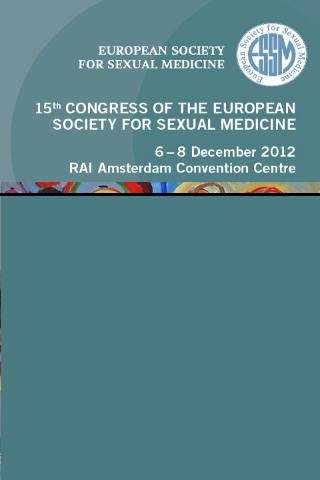 EUROPEAN SOCIETY
FOR SEXUAL MEDICINE
European Society for Sexual Medicine
ESSM
15th CONGRESS OF THE EUROPEAN
SOCIETY FOR SEXUAL MEDICINE
6 – 8 December 2012
RAI Amsterdam Convention Centre